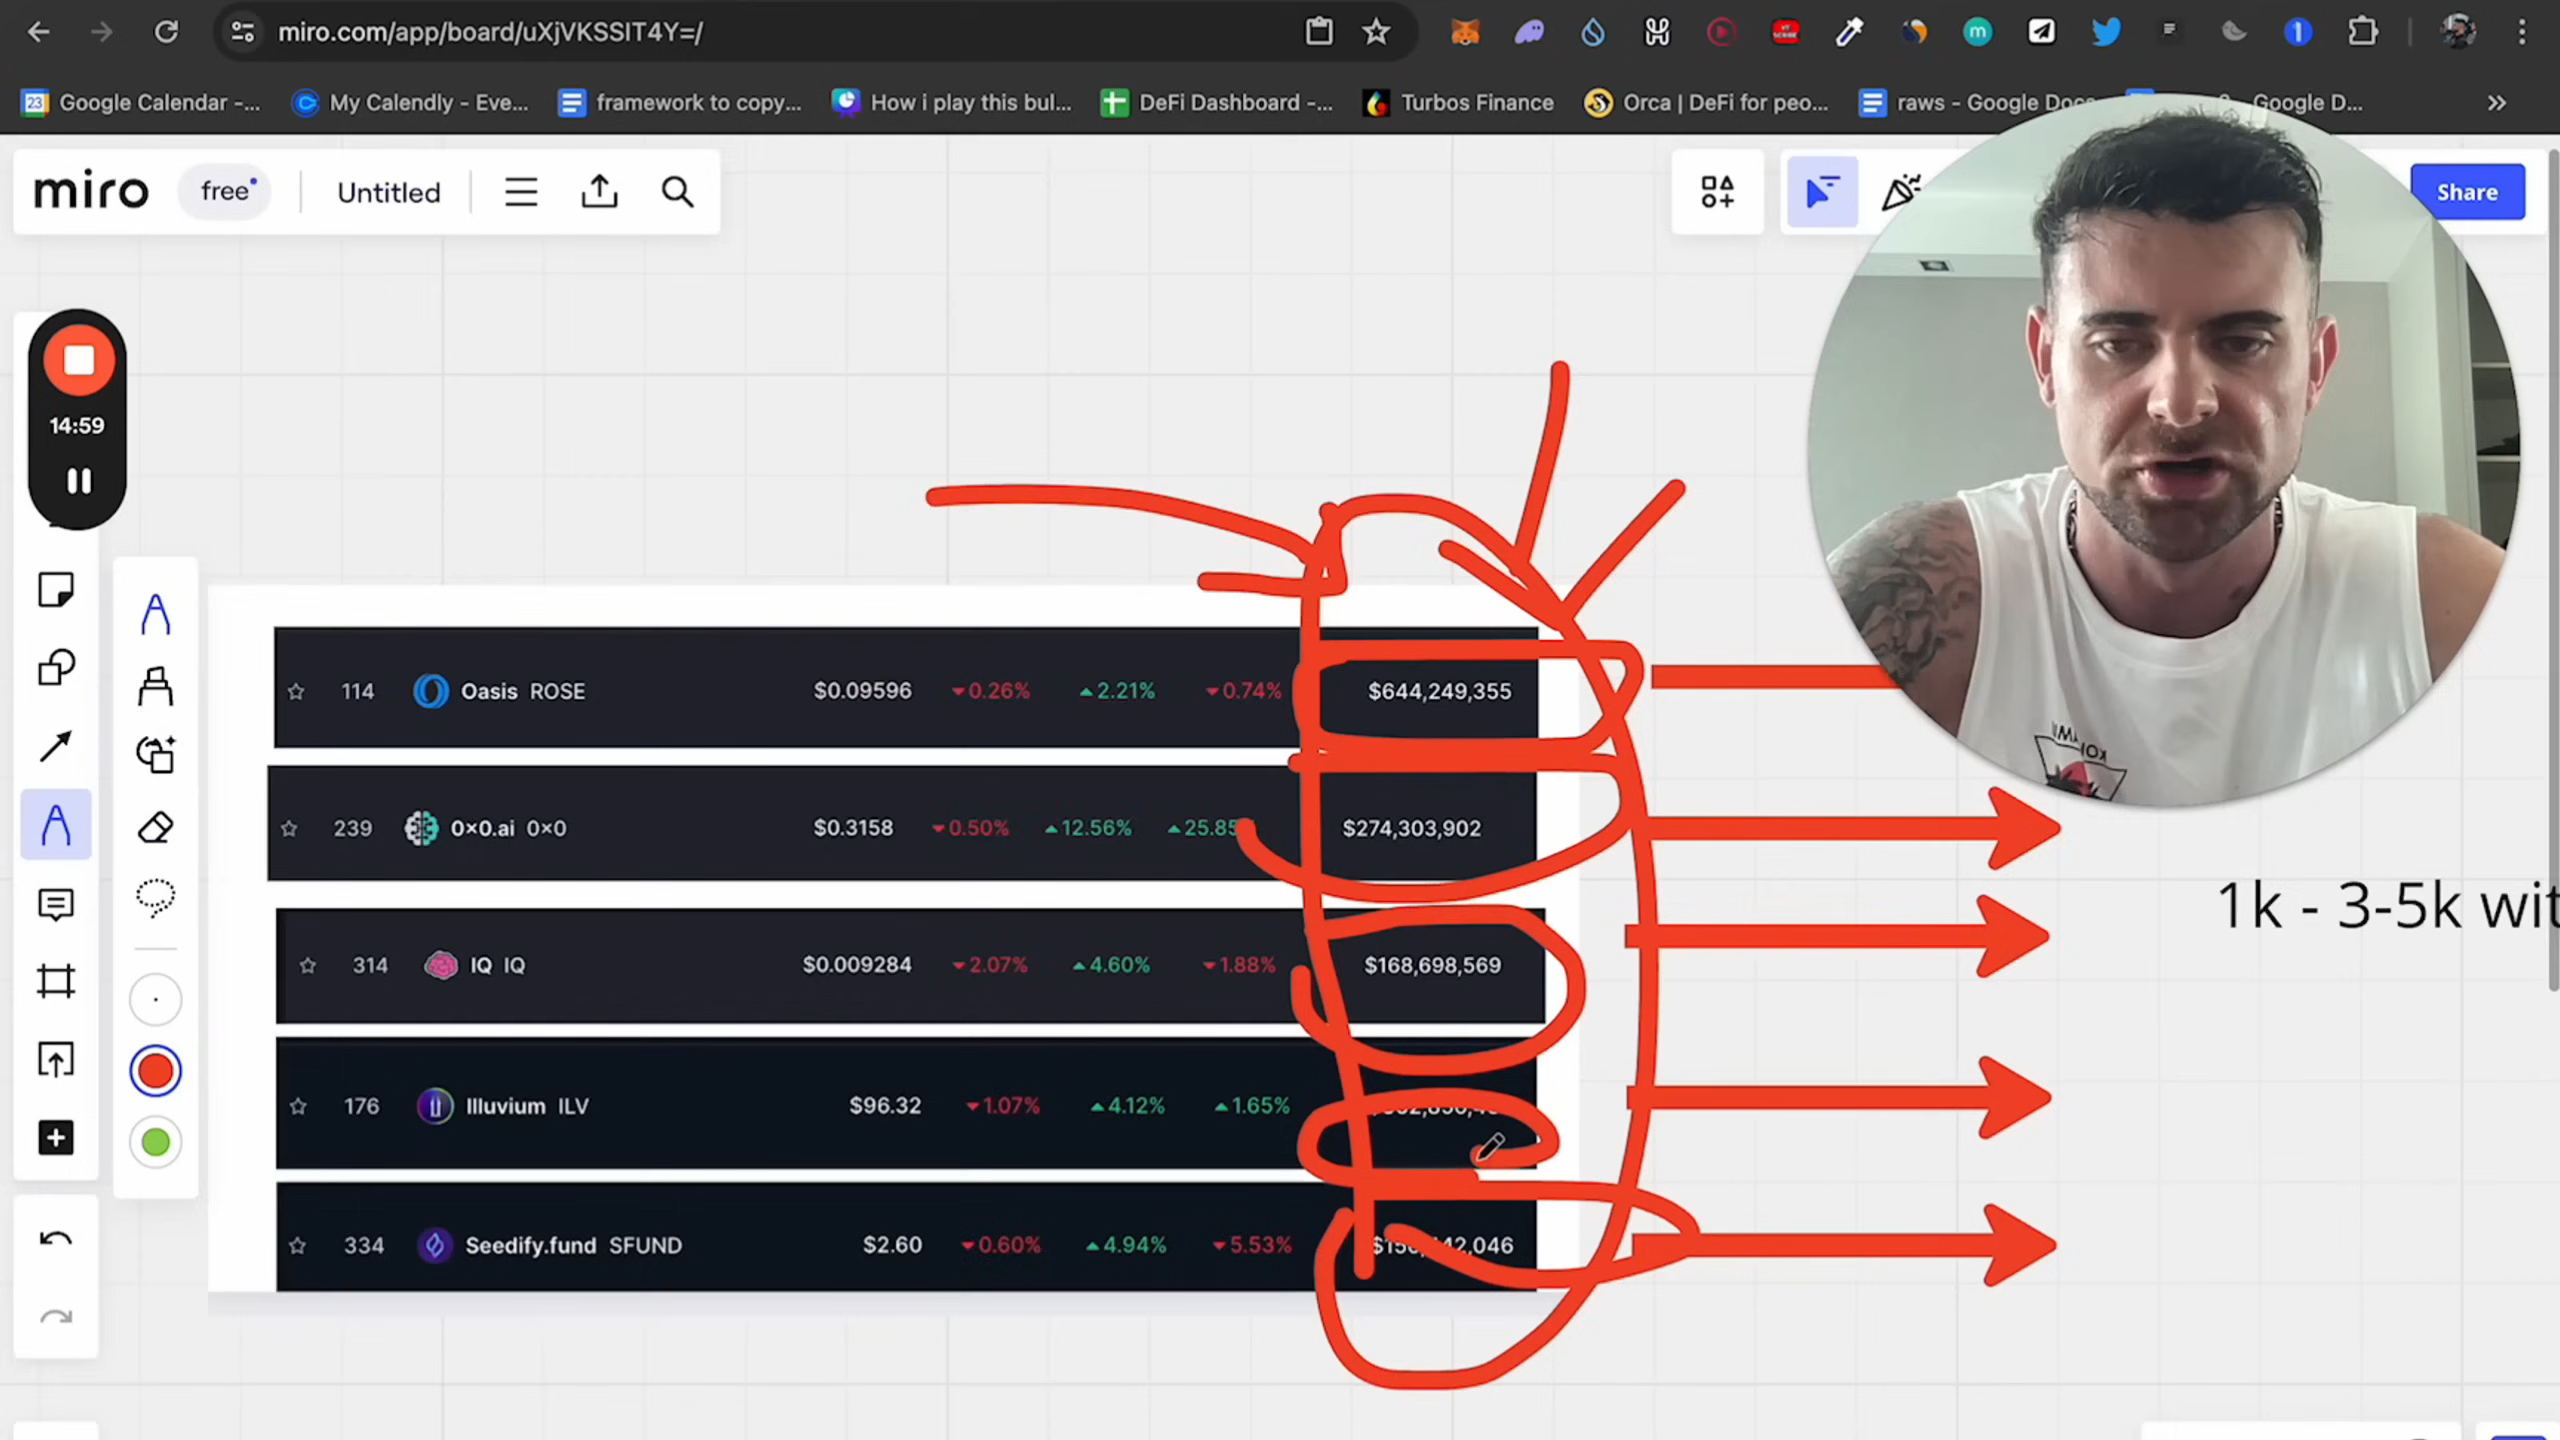 miro.com/app/board/uXjVKSSIT4Y=/
Google Calendar -... My Calendly - Eve... framework to copy... How i play this bul... DeFi Dashboard -... Turbos Finance Orca | DeFi for peo... raws - Google Docs Google D...
miro free Untitled Share
14:59
114 Oasis ROSE $0.09596 0.26% 2.21% 0.74% $644,249,355
239 0x0.ai 0x0 $0.3158 0.50% 12.56% 25.85 $274,303,902
1k - 3-5k wit
314 IQ IQ $0.009284 2.07% 4.60% 1.88% $168,698,569
176 Illuvium ILV $96.32 1.07% 4.12% 1.65%
334 Seedify.fund SFUND $2.60 0.60% 4.94% 5.53%